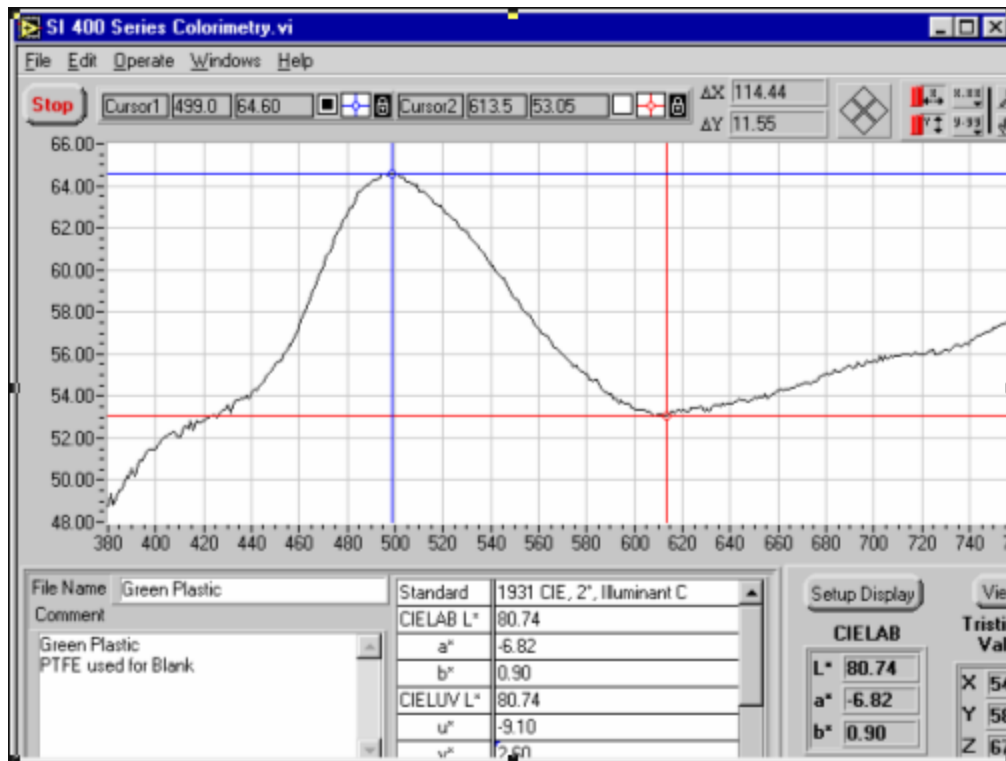 SI 400 Series Colorimetry.vi
File Edit Operate Windows Help
Stop Cursor1 499.0 64.60 Cursor2 613.5 53.05 ΔX 114.44
ΔY 11.55
66.00
64.00
62.00
60.00
58.00
56.00
54.00
52.00
50.00
48.00
380 400 420 440 460 480 500 520 540 560 580 600 620 640 660 680 700 720 740
File Name Green Plastic
Comment
Green Plastic
PTFE used for Blank
Standard 1931 CIE, 2°, Illuminant C
CIELAB L* 80.74
a* -6.82
b* 0.90
CIELUV L* 80.74
u* -9.10
v* 2.60
Setup Display
CIELAB
L* 80.74
a* -6.82
b* 0.90
X 54
Y 58
Z 67